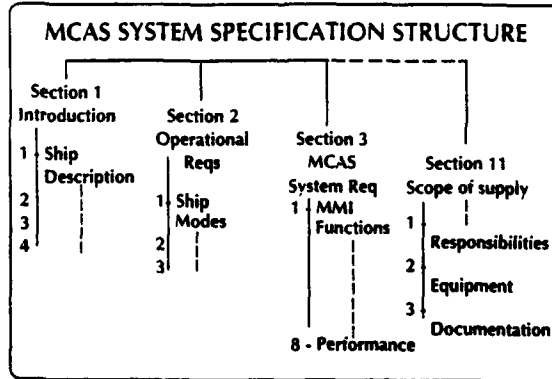 MCAS SYSTEM SPECIFICATION STRUCTURE
Section 1
Introduction
1 Ship
Description
2
3
4
Section 2
Operational
Reqs
1 Ship
Modes
2
3
Section 3
MCAS
System Req
1 MMI
Functions
8 - Performance
Section 11
Scope of supply
1
Responsibilities
2
Equipment
3
Documentation